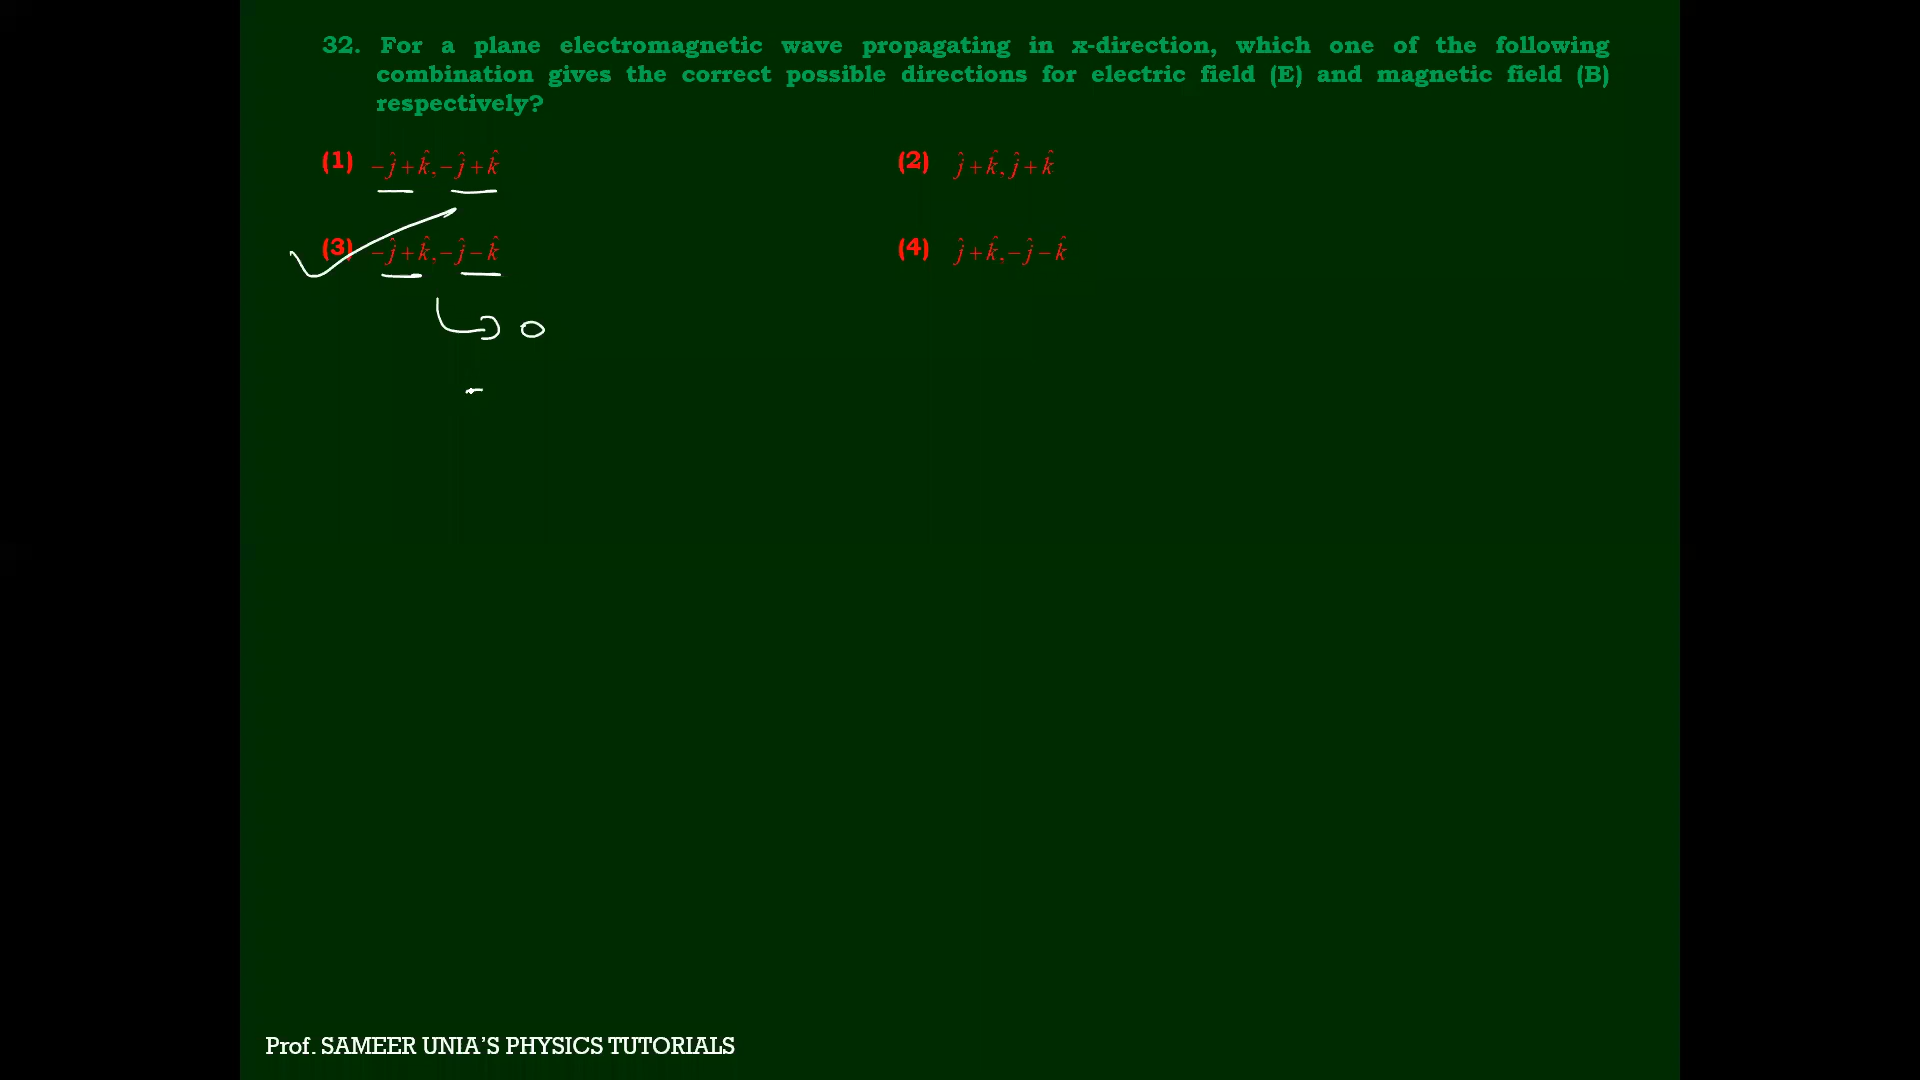 32. For a plane electromagnetic wave propagating in x-direction, which one of the following
combination gives the correct possible directions for electric field (E) and magnetic field (B)
respectively?
(1) −ĵ+k̂,−ĵ+k̂ (2) ĵ+k̂,ĵ+k̂
(3) −ĵ+k̂,−ĵ−k̂ (4) ĵ+k̂,−ĵ−k̂
0
Prof. SAMEER UNIA’S PHYSICS TUTORIALS